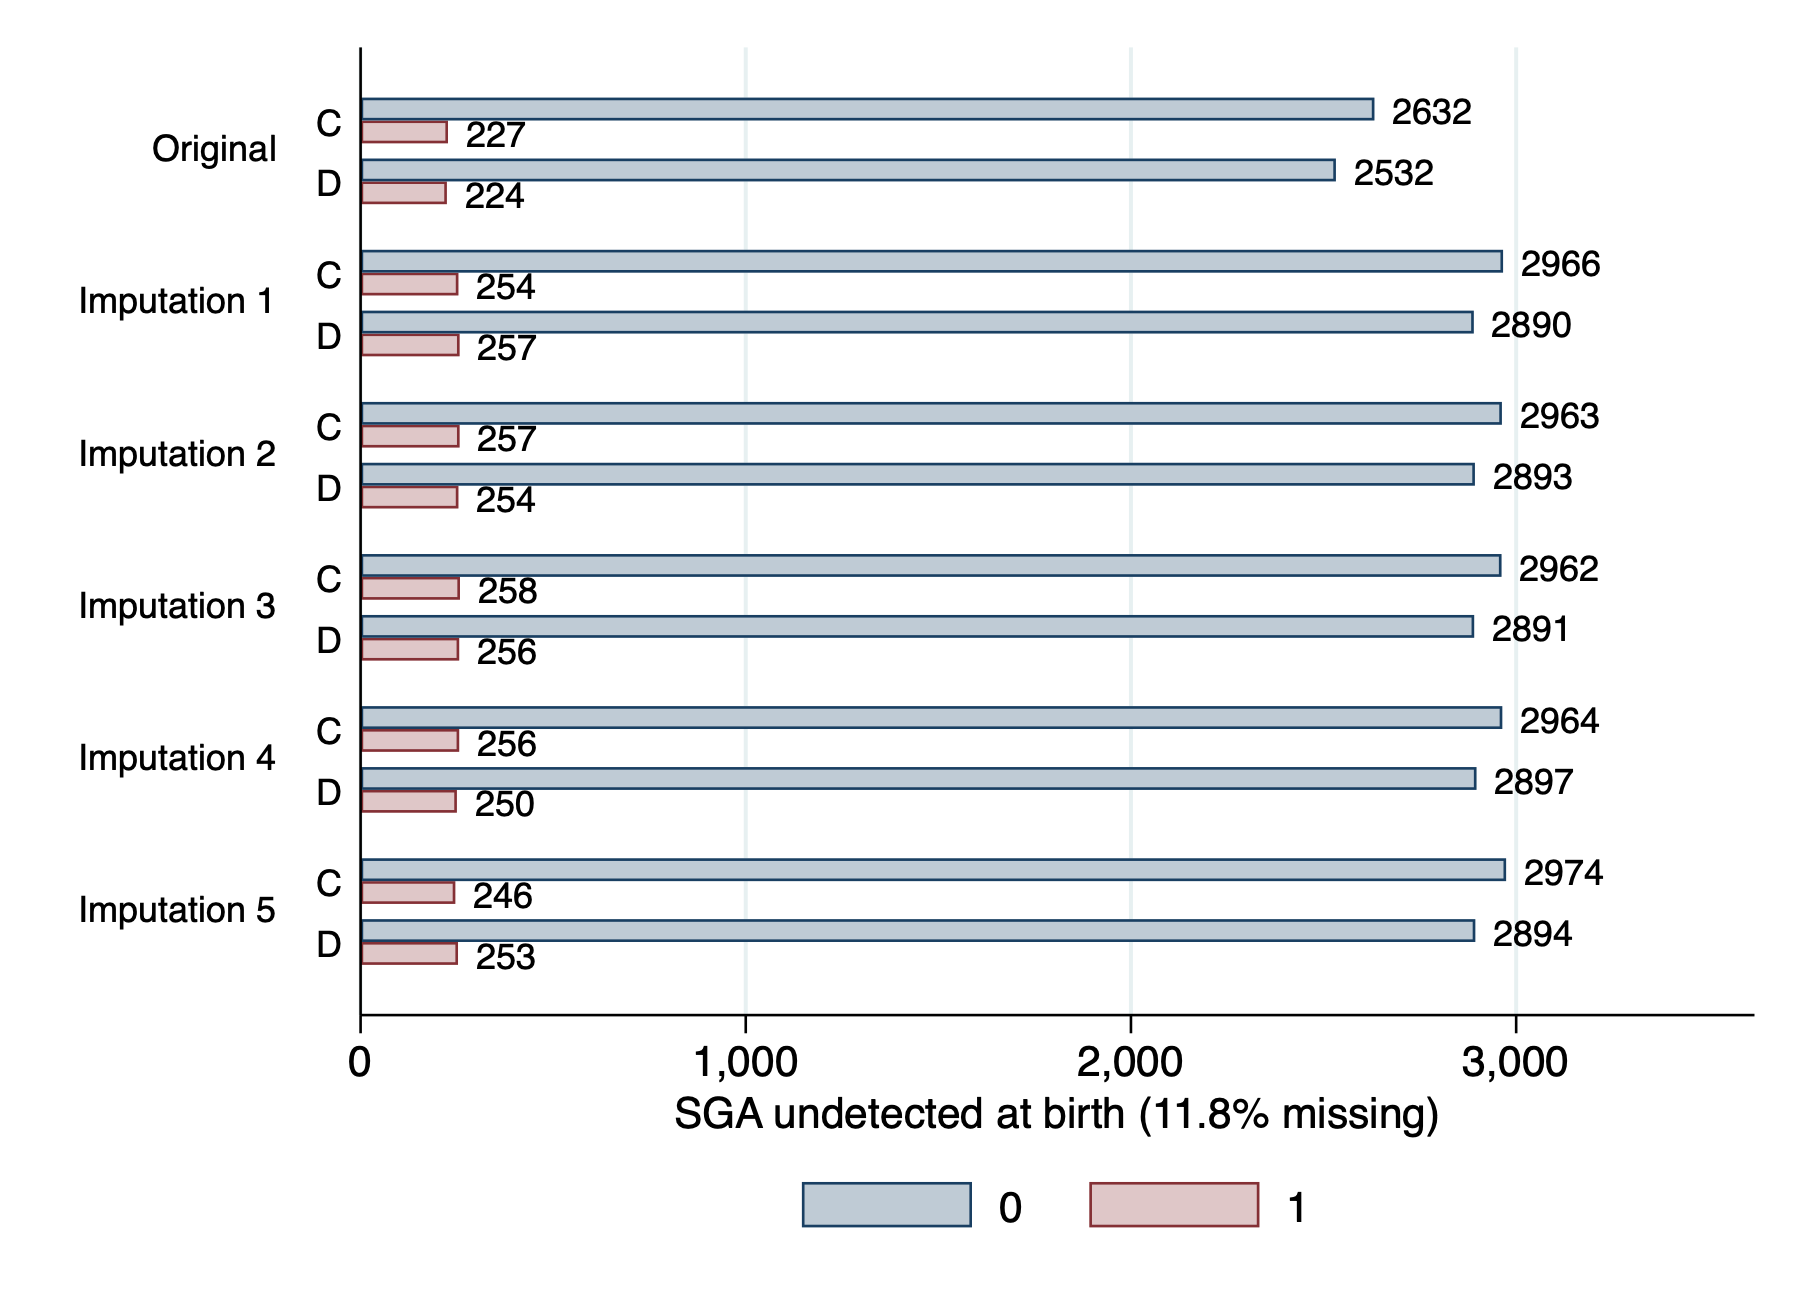 Original
C
2632
227
D
2532
224
Imputation 1
C
2966
254
D
2890
257
Imputation 2
C
2963
257
D
2893
254
Imputation 3
C
2962
258
D
2891
256
Imputation 4
C
2964
256
D
2897
250
Imputation 5
C
2974
246
D
2894
253
0 1,000 2,000 3,000
SGA undetected at birth (11.8% missing)
0 1